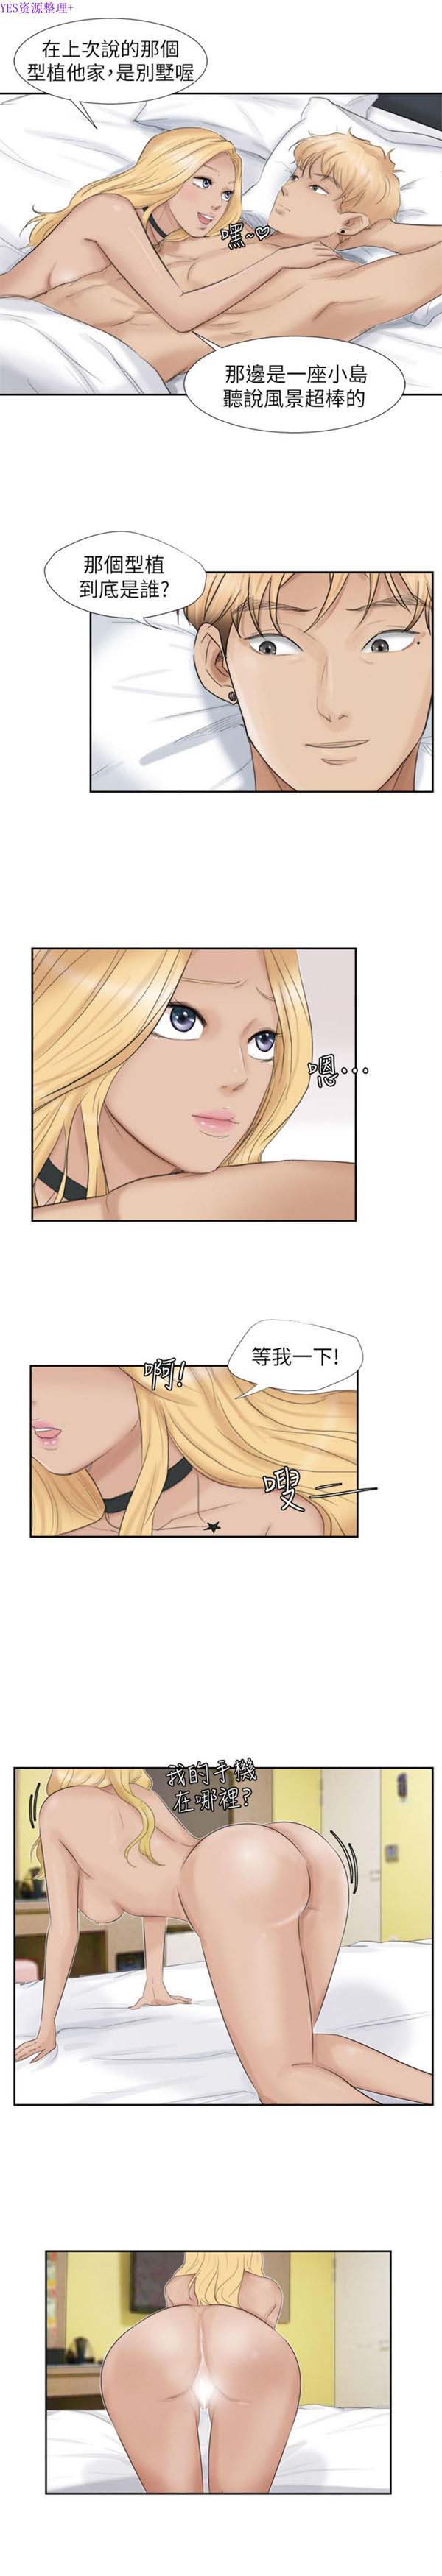 YES资源整理+
在上次說的那個
型植他家，是別墅喔
嘿~♡
那邊是一座小島
聽說風景超棒的
那個型植
到底是誰?
嗯...
等我一下!
啊!
嗖
我的手機
在哪裡?